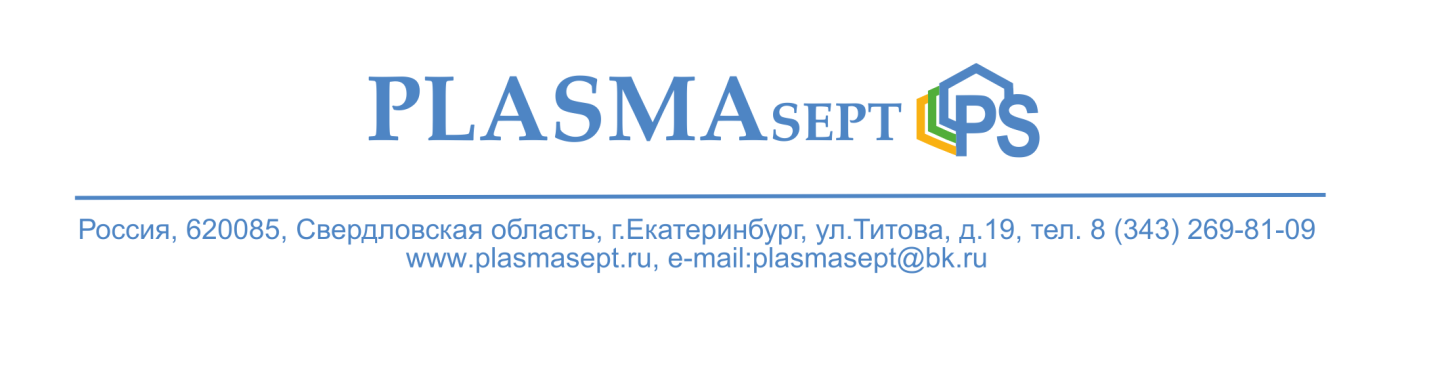 PLASMASEPT PS
Россия, 620085, Свердловская область, г.Екатеринбург, ул.Титова, д.19, тел. 8 (343) 269-81-09
www.plasmasept.ru, e-mail:plasmasept@bk.ru